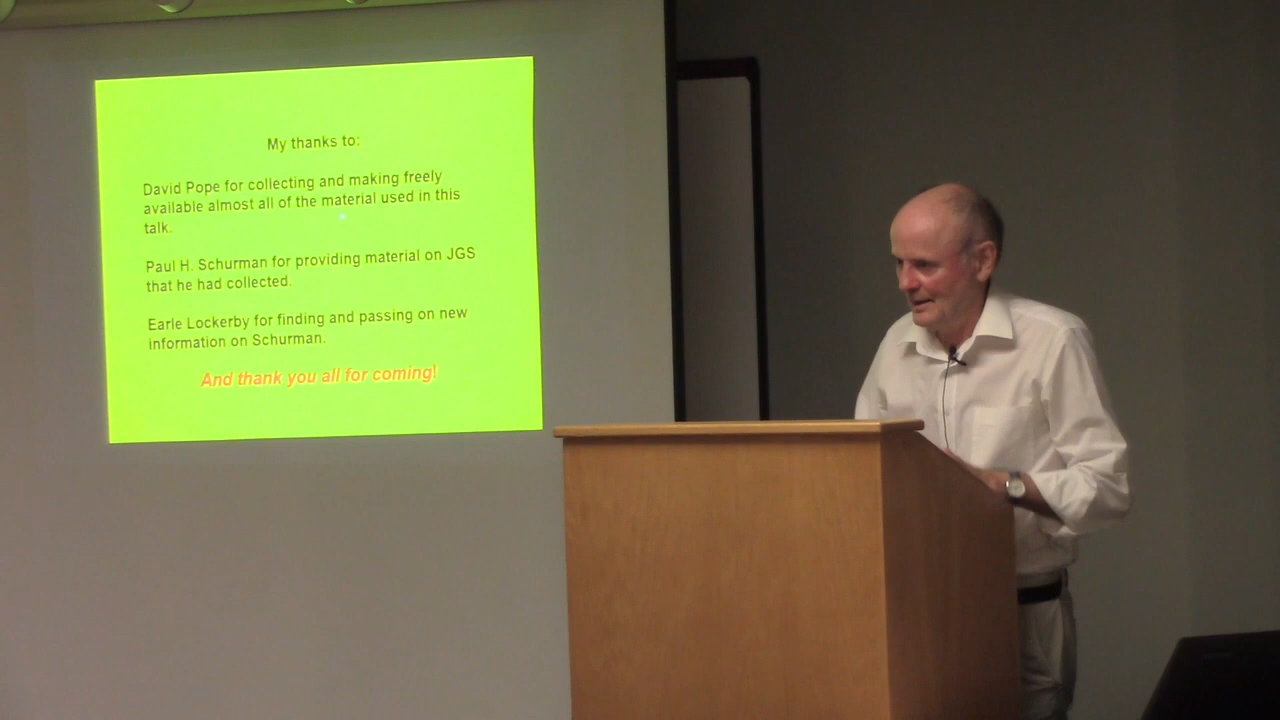 My thanks to:
David Pope for collecting and making freely
available almost all of the material used in this
talk.
Paul H. Schurman for providing material on JGS
that he had collected.
Earle Lockerby for finding and passing on new
information on Schurman.
And thank you all for coming!